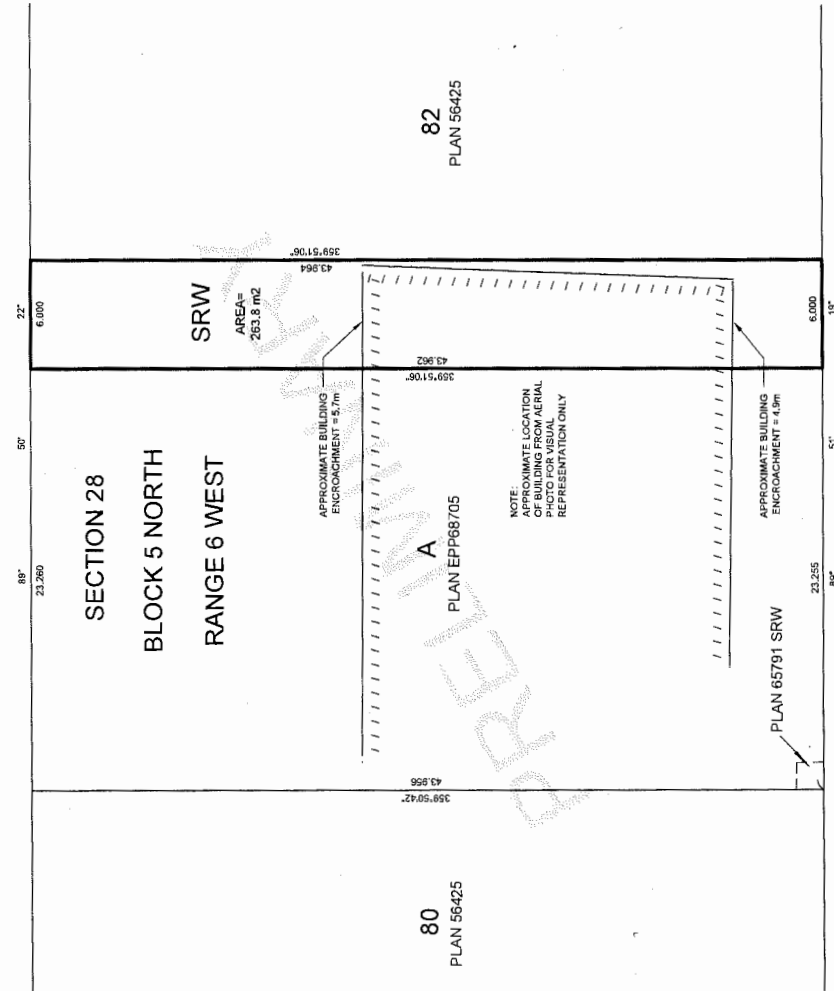 82
PLAN 56425
22"
6.000
SRW
AREA=
263.8 m2
359°51'06"
43.964
43.962
359°51'06"
6.000
19"
50'
89°
23.260
SECTION 28
BLOCK 5 NORTH
RANGE 6 WEST
APPROXIMATE BUILDING
ENCROACHMENT = 5.7m
A
PLAN EPP68705
NOTE:
APPROXIMATE LOCATION
OF BUILDING FROM AERIAL
PHOTO FOR VISUAL
REPRESENTATION ONLY
APPROXIMATE BUILDING
ENCROACHMENT = 4.9m
51'
23.255
89°
PLAN 65791 SRW
43.956
359°50'42"
80
PLAN 56425
PRELIMINARY